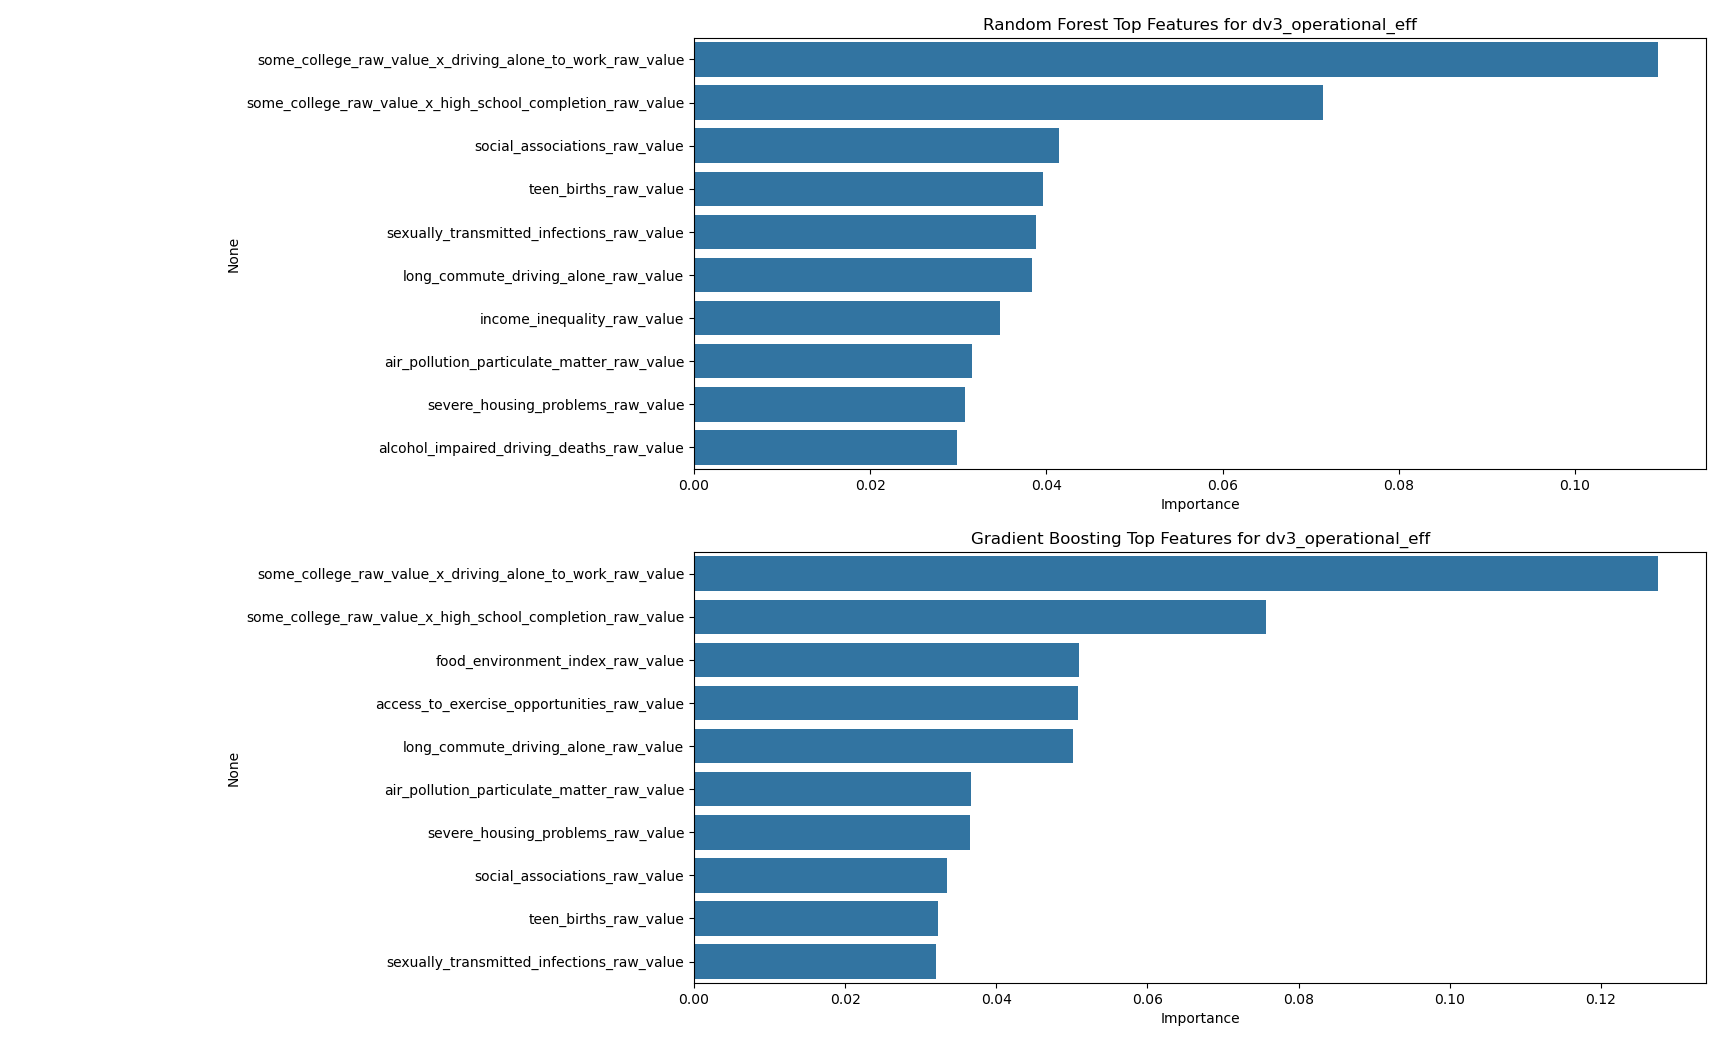 Random Forest Top Features for dv3_operational_eff
some_college_raw_value_x_driving_alone_to_work_raw_value
some_college_raw_value_x_high_school_completion_raw_value
social_associations_raw_value
teen_births_raw_value
sexually_transmitted_infections_raw_value
long_commute_driving_alone_raw_value
income_inequality_raw_value
air_pollution_particulate_matter_raw_value
severe_housing_problems_raw_value
alcohol_impaired_driving_deaths_raw_value
None
0.00 0.02 0.04 0.06 0.08 0.10
Importance
Gradient Boosting Top Features for dv3_operational_eff
some_college_raw_value_x_driving_alone_to_work_raw_value
some_college_raw_value_x_high_school_completion_raw_value
food_environment_index_raw_value
access_to_exercise_opportunities_raw_value
long_commute_driving_alone_raw_value
air_pollution_particulate_matter_raw_value
severe_housing_problems_raw_value
social_associations_raw_value
teen_births_raw_value
sexually_transmitted_infections_raw_value
None
0.00 0.02 0.04 0.06 0.08 0.10 0.12
Importance